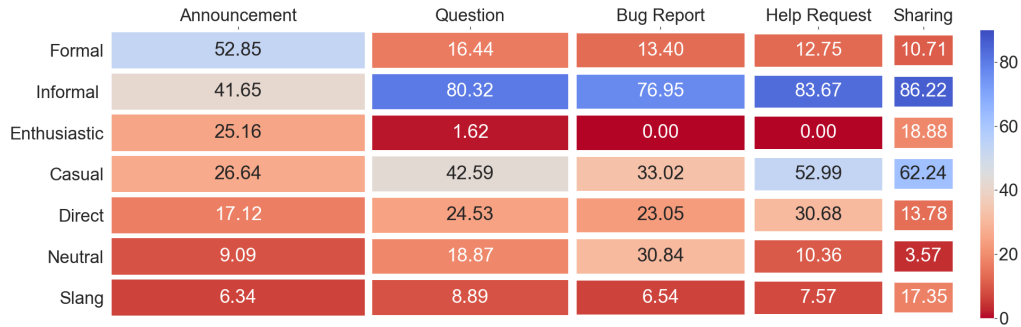 Announcement Question Bug Report Help Request Sharing
Formal 52.85 16.44 13.40 12.75 10.71
Informal 41.65 80.32 76.95 83.67 86.22
Enthusiastic 25.16 1.62 0.00 0.00 18.88
Casual 26.64 42.59 33.02 52.99 62.24
Direct 17.12 24.53 23.05 30.68 13.78
Neutral 9.09 18.87 30.84 10.36 3.57
Slang 6.34 8.89 6.54 7.57 17.35
80
60
40
20
0